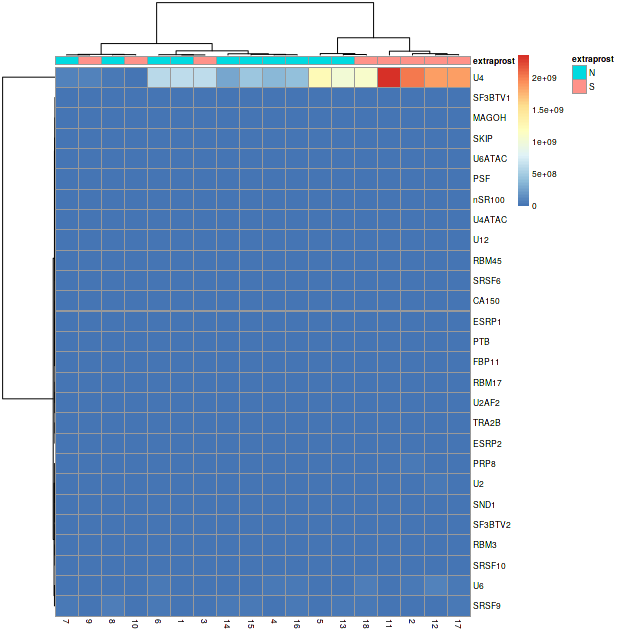 extraprost
U4
SF3BTV1
MAGOH
SKIP
U6ATAC
PSF
nSR100
U4ATAC
U12
RBM45
SRSF6
CA150
ESRP1
PTB
FBP11
RBM17
U2AF2
TRA2B
ESRP2
PRP8
U2
SND1
SF3BTV2
RBM3
SRSF10
U6
SRSF9
7 9 8 10 6 1 3 14 15 4 16 5 13 18 11 2 12 17
2e+09
1.5e+09
1e+09
5e+08
0
extraprost
N
S